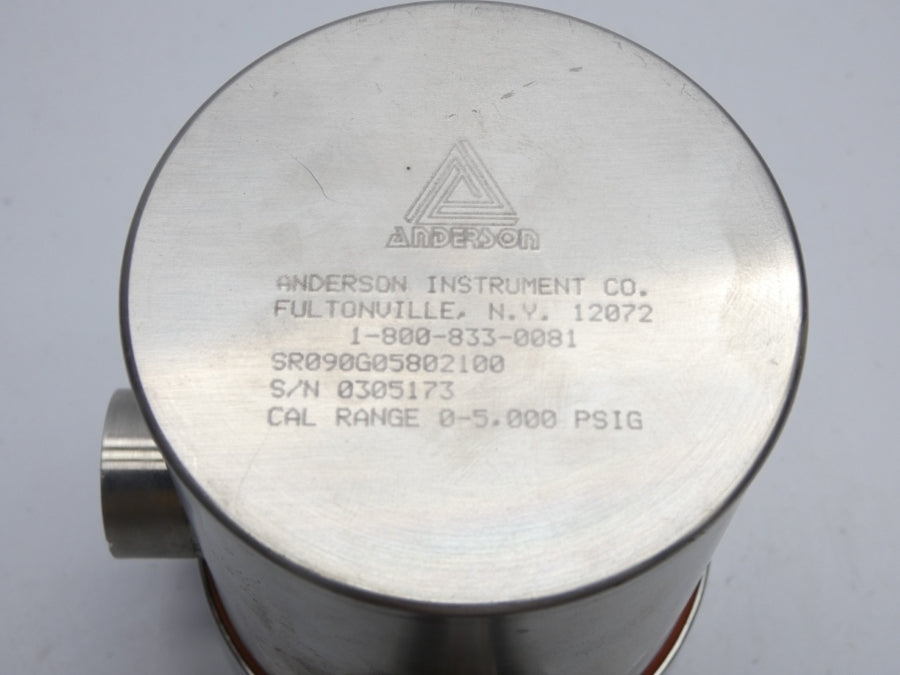 ANDERSON
ANDERSON INSTRUMENT CO.
FULTONVILLE, N.Y. 12072
1-800-833-0081
SR090G05802100
S/N 0305173
CAL RANGE 0-5.000 PSIG